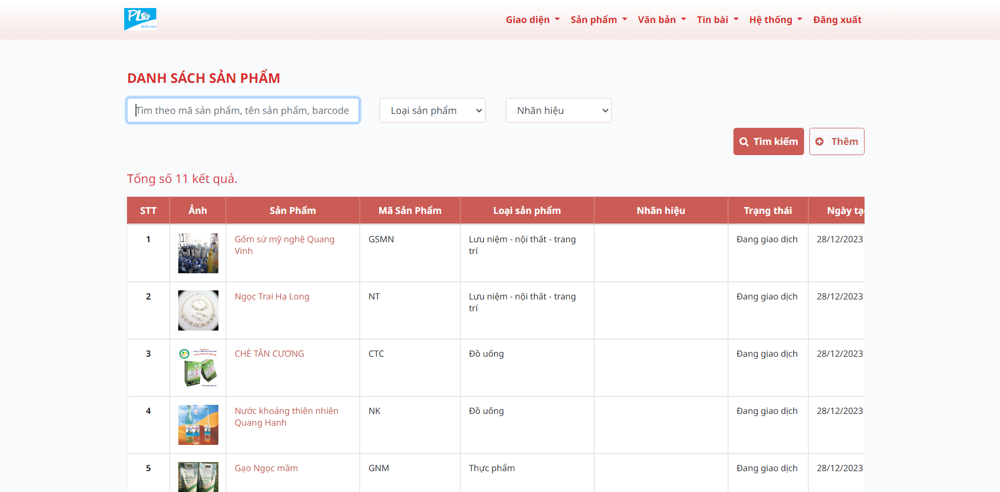 PL
Software
Giao diện
Sản phẩm
Văn bản
Tin bài
Hệ thống
Đăng xuất
DANH SÁCH SẢN PHẨM
Tìm theo mã sản phẩm, tên sản phẩm, barcode
Loại sản phẩm
Nhãn hiệu
Tìm kiếm
Thêm
Tổng số 11 kết quả.
STT Ảnh Sản Phẩm Mã Sản Phẩm Loại sản phẩm Nhãn hiệu Trạng thái Ngày tạ
1 Gốm sứ mỹ nghệ Quang GSMN Lưu niệm - nội thất - trang Đang giao dịch 28/12/2023
Vinh trí
2 Ngọc Trai Hạ Long NT Lưu niệm - nội thất - trang Đang giao dịch 28/12/2023
trí
3 CHÈ TÂN CƯƠNG CTC Đồ uống Đang giao dịch 28/12/2023
4 Nước khoáng thiên nhiên NK Đồ uống Đang giao dịch 28/12/2023
Quang Hanh
5 Gạo Ngọc mầm GNM Thực phẩm Đang giao dịch 28/12/2023